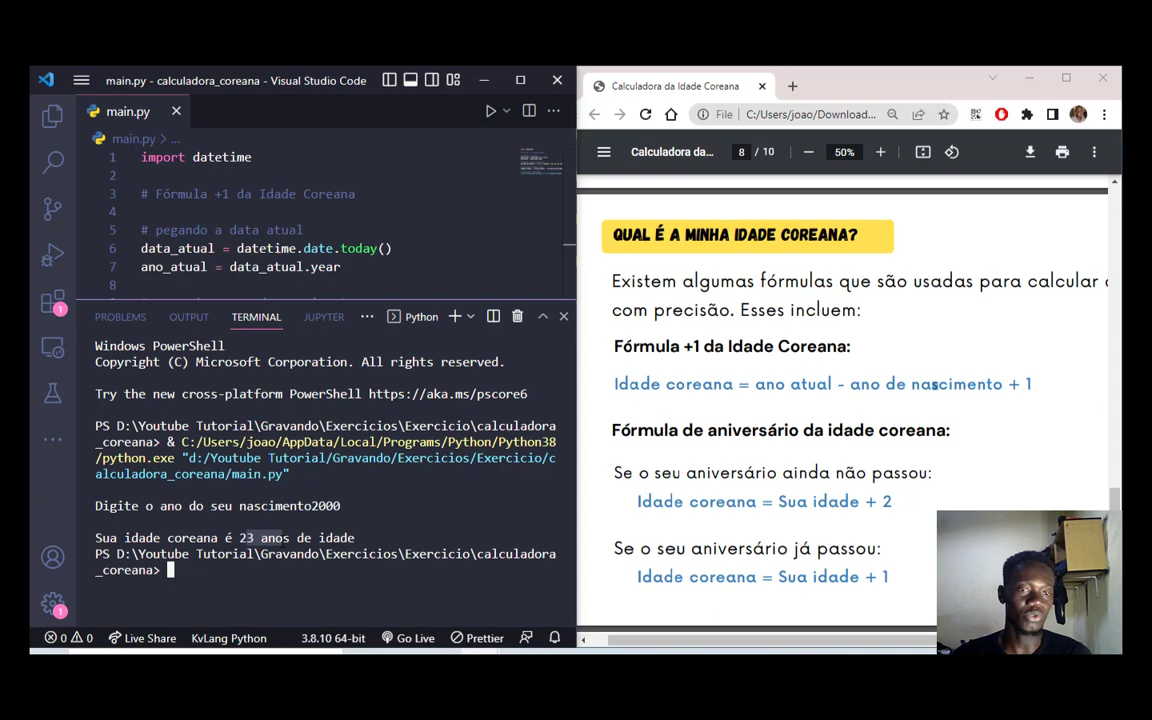 main.py - calculadora_coreana - Visual Studio Code
main.py
main.py > ...
1 import datetime
2
3 # Fórmula +1 da Idade Coreana
4
5 # pegando a data atual
6 data_atual = datetime.date.today()
7 ano_atual = data_atual.year
8
PROBLEMS OUTPUT TERMINAL JUPYTER ... Python
Windows PowerShell
Copyright (C) Microsoft Corporation. All rights reserved.
Try the new cross-platform PowerShell https://aka.ms/pscore6
PS D:\Youtube Tutorial\Gravando\Exercicios\Exercicio\calculadora
_coreana> & C:/Users/joao/AppData/Local/Programs/Python/Python38
/python.exe "d:/Youtube Tutorial/Gravando/Exercicios/Exercicio/c
alculadora_coreana/main.py"
Digite o ano do seu nascimento2000
Sua idade coreana é 23 anos de idade
PS D:\Youtube Tutorial\Gravando\Exercicios\Exercicio\calculadora
_coreana>
1
1
0 0 Live Share KvLang Python 3.8.10 64-bit Go Live Prettier
Calculadora da Idade Coreana
File C:/Users/joao/Download...
Calculadora da... 8 / 10 50%
QUAL É A MINHA IDADE COREANA?
Existem algumas fórmulas que são usadas para calcular
com precisão. Esses incluem:
Fórmula +1 da Idade Coreana:
Idade coreana = ano atual - ano de nascimento + 1
Fórmula de aniversário da idade coreana:
Se o seu aniversário ainda não passou:
Idade coreana = Sua idade + 2
Se o seu aniversário já passou:
Idade coreana = Sua idade + 1